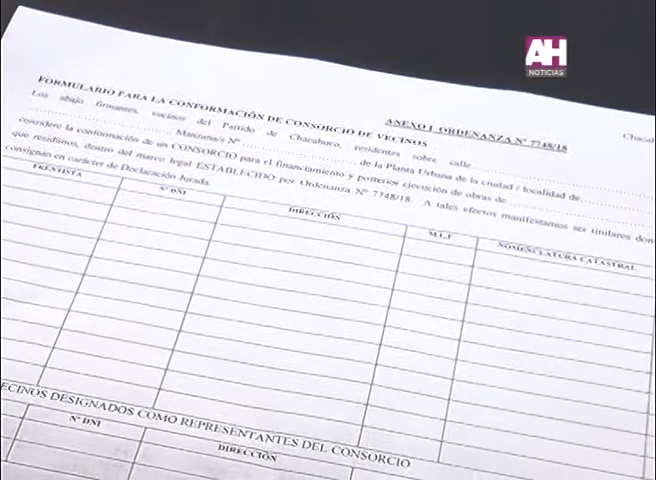 AH
NOTICIAS
Chacab
ANEXO I ORDENANZA Nº 7748/18
FORMULARIO PARA LA CONFORMACIÓN DE CONSORCIO DE VECINOS
Los abajo firmantes, vecinos del Partido de Chacabuco, residentes sobre calle
Manzana/s Nº de la Planta Urbana de la ciudad / localidad de
considere la conformación de un CONSORCIO para el financiamiento y posteriores ejecución de obras de
que residimos, dentro del marco legal ESTABLECIDO por Ordenanza Nº 7748/18. A tales efectos manifestamos ser titulares don
consignan en carácter de Declaración Jurada.
FRENTISTA Nº DNI DIRECCIÓN M.L.F NOMENCLATURA CATASTRAL
ECINOS DESIGNADOS COMO REPRESENTANTES DEL CONSORCIO
Nº DNI DIRECCIÓN